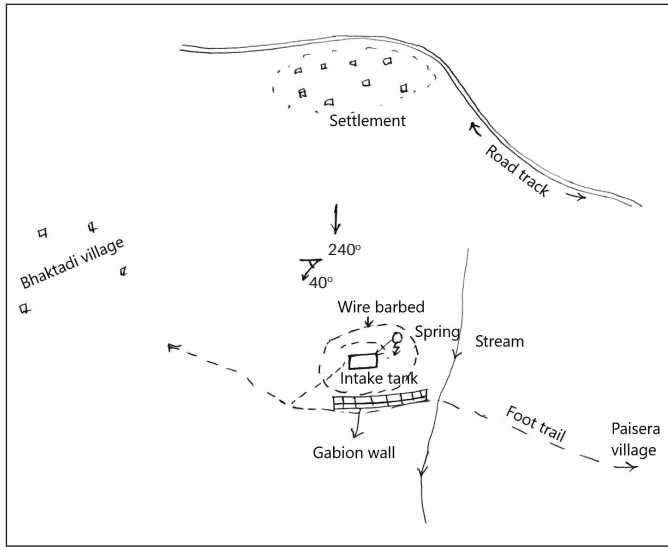 Settlement
Road track
Bhaktadi village
240°
40°
Wire barbed
Spring
Stream
Intake tank
Foot trail
Paisera
village
Gabion wall